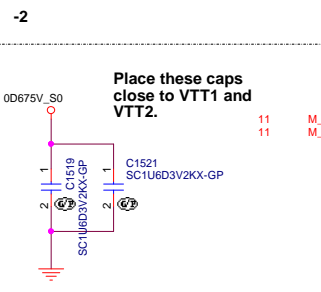 -2
Place these caps
close to VTT1 and
VTT2.
0D675V_S0
11 M_
11 M_
1
C1519
SC1U6D3V2KX-GP
2
G/P
1
C1521
SC1U6D3V2KX-GP
2
G/P